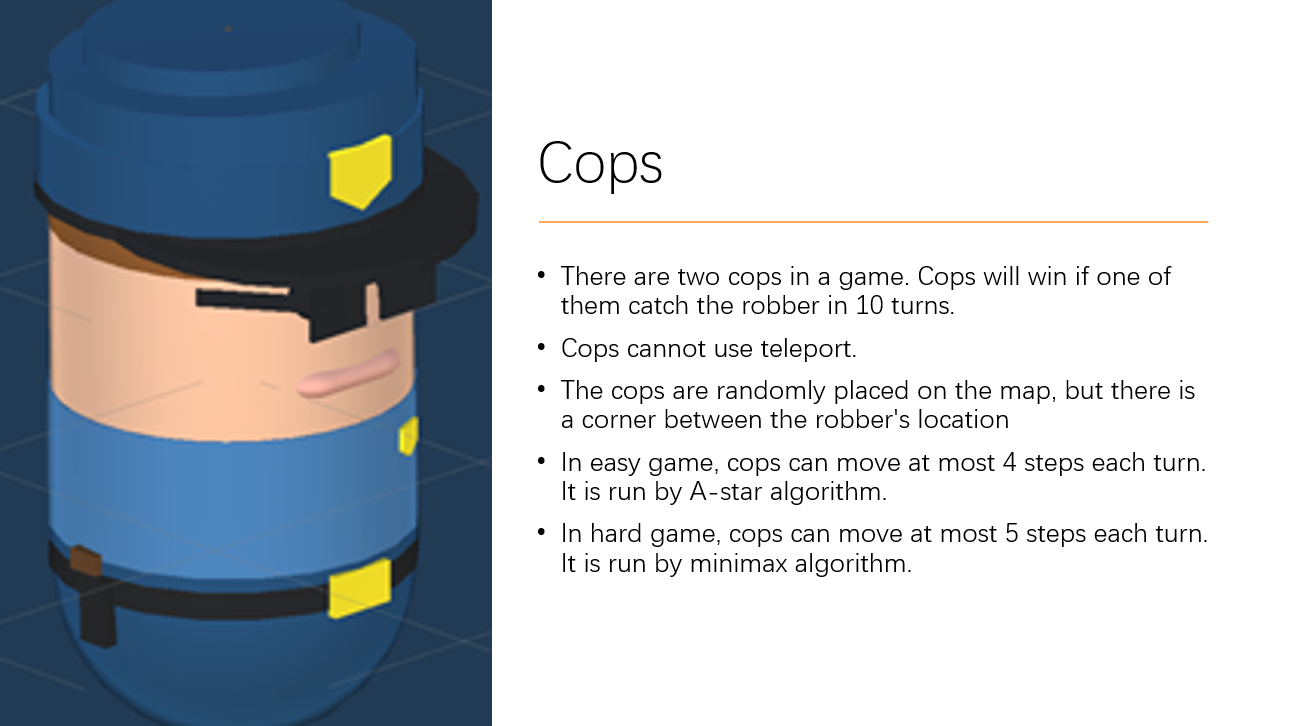 Cops
• There are two cops in a game. Cops will win if one of
them catch the robber in 10 turns.
• Cops cannot use teleport.
• The cops are randomly placed on the map, but there is
a corner between the robber's location
• In easy game, cops can move at most 4 steps each turn.
It is run by A-star algorithm.
• In hard game, cops can move at most 5 steps each turn.
It is run by minimax algorithm.